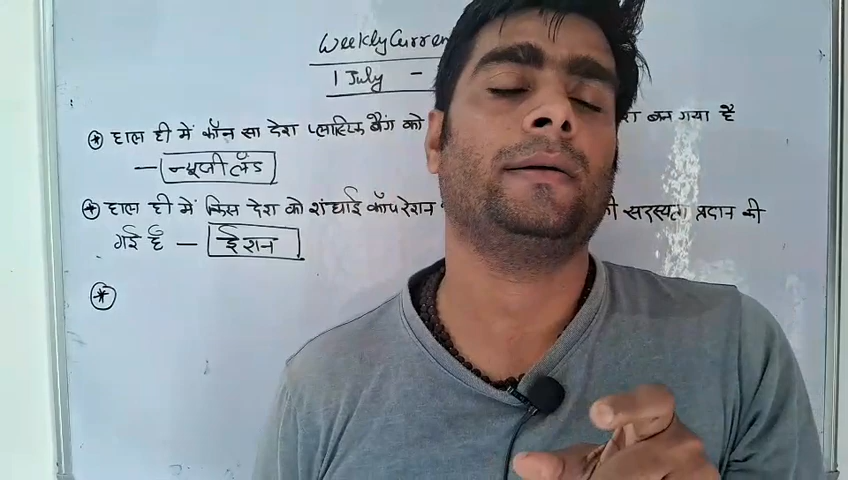 Weekly Curren
1 July -
* हाल ही में कौन सा देश प्लास्टिक बैग को रा बन गया है
- न्यूजीलैंड
* हाल ही में किस देश को शंघाई कॉपरेशन की सदस्यता प्रदान की
गई है - ईरान
*